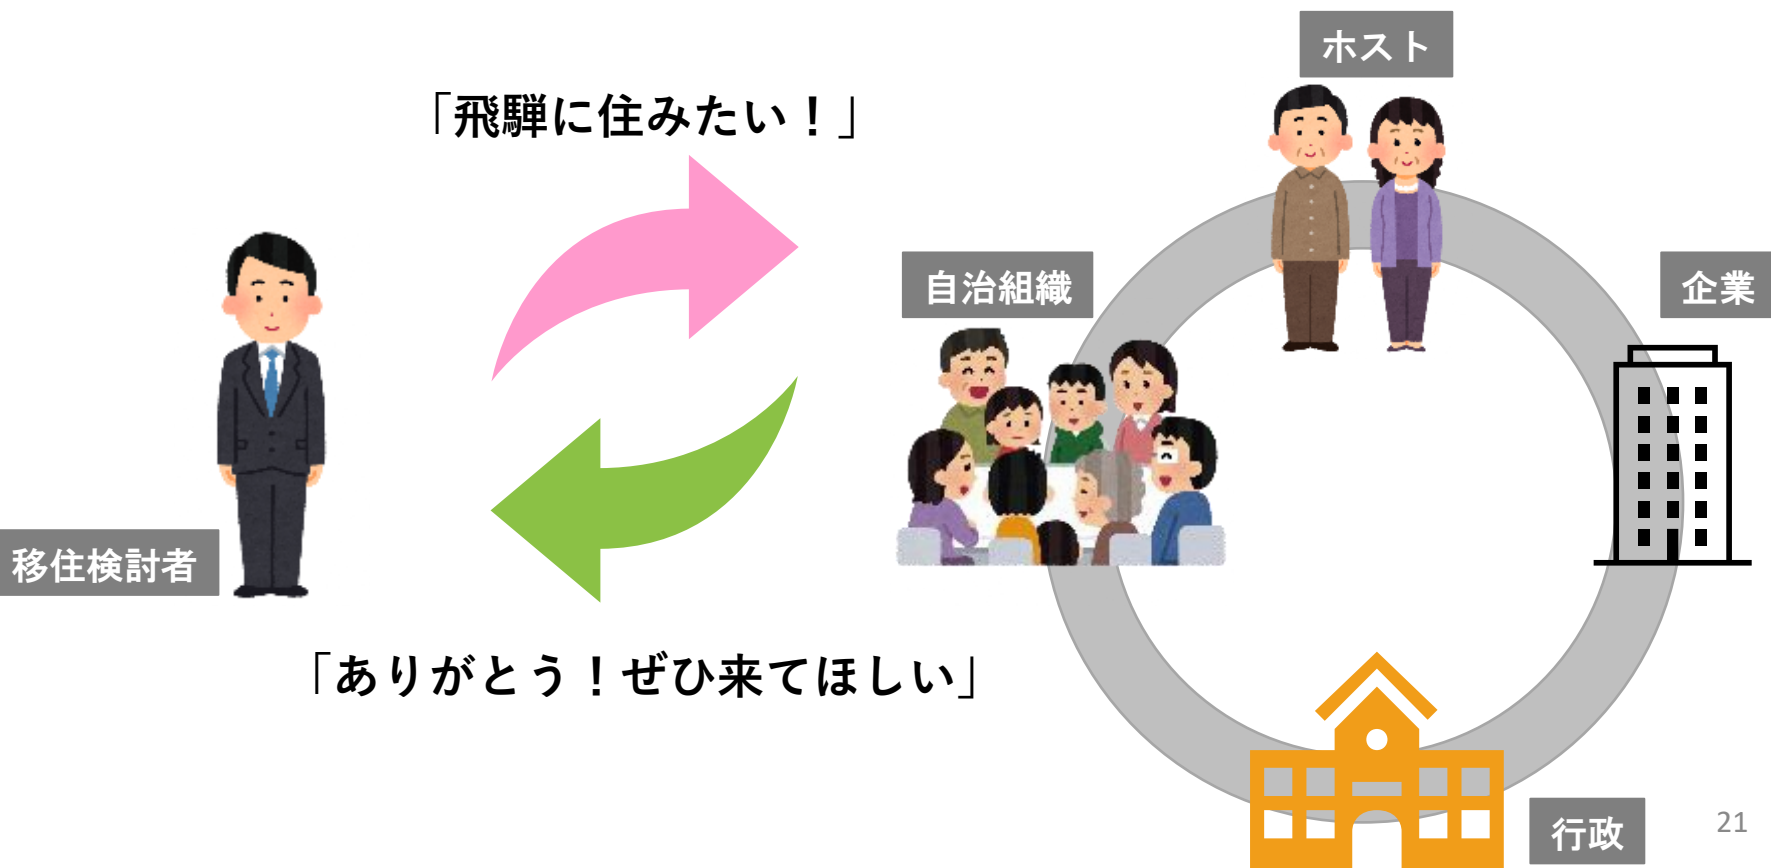 ホスト
「飛騨に住みたい！」
自治組織
企業
移住検討者
「ありがとう！ぜひ来てほしい」
行政
21